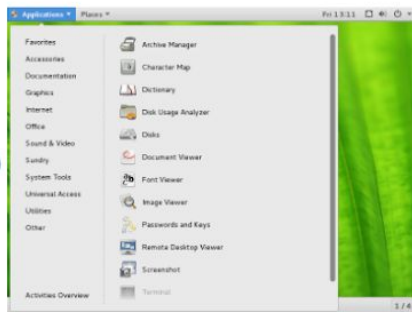 Applications Places Fri 13:11
Favorites
Accessories
Documentation
Graphics
Internet
Office
Sound & Video
Sundry
System Tools
Universal Access
Utilities
Other
Activities Overview
Archive Manager
Character Map
Dictionary
Disk Usage Analyzer
Disks
Document Viewer
Font Viewer
Image Viewer
Passwords and Keys
Remote Desktop Viewer
Screenshot
Terminal
1 / 4